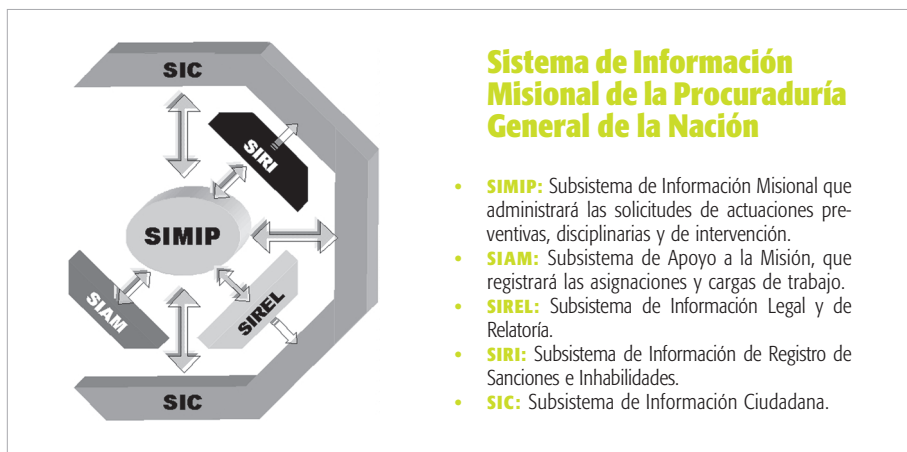 SIC
SIRI
SIMIP
SIAM
SIREL
SIC
Sistema de Información
Misional de la Procuraduría
General de la Nación
• SIMIP: Subsistema de Información Misional que
administrará las solicitudes de actuaciones pre-
ventivas, disciplinarias y de intervención.
• SIAM: Subsistema de Apoyo a la Misión, que
registrará las asignaciones y cargas de trabajo.
• SIREL: Subsistema de Información Legal y de
Relatoría.
• SIRI: Subsistema de Información de Registro de
Sanciones e Inhabilidades.
• SIC: Subsistema de Información Ciudadana.